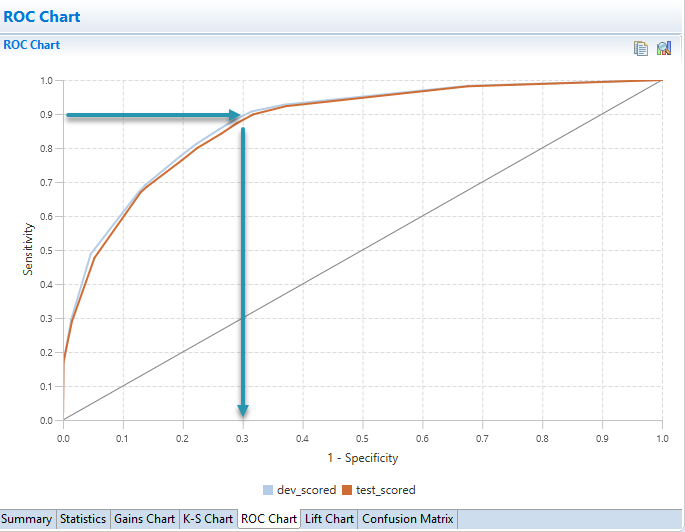 ROC Chart
ROC Chart
1.0
0.9
0.8
0.7
0.6
0.5
0.4
0.3
0.2
0.1
0.0
Sensitivity
0.0 0.1 0.2 0.3 0.4 0.5 0.6 0.7 0.8 0.9 1.0
1 - Specificity
dev_scored test_scored
Summary Statistics Gains Chart K-S Chart ROC Chart Lift Chart Confusion Matrix